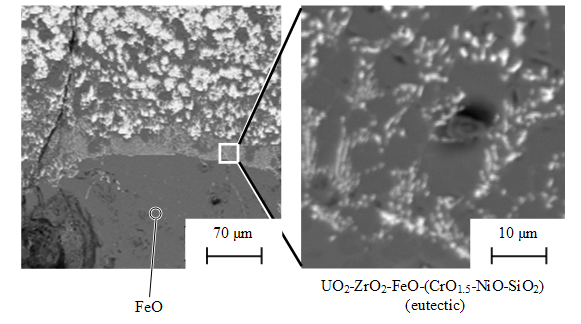 70 µm
10 µm
FeO
UO₂-ZrO₂-FeO-(CrO₁.₅-NiO-SiO₂)
(eutectic)